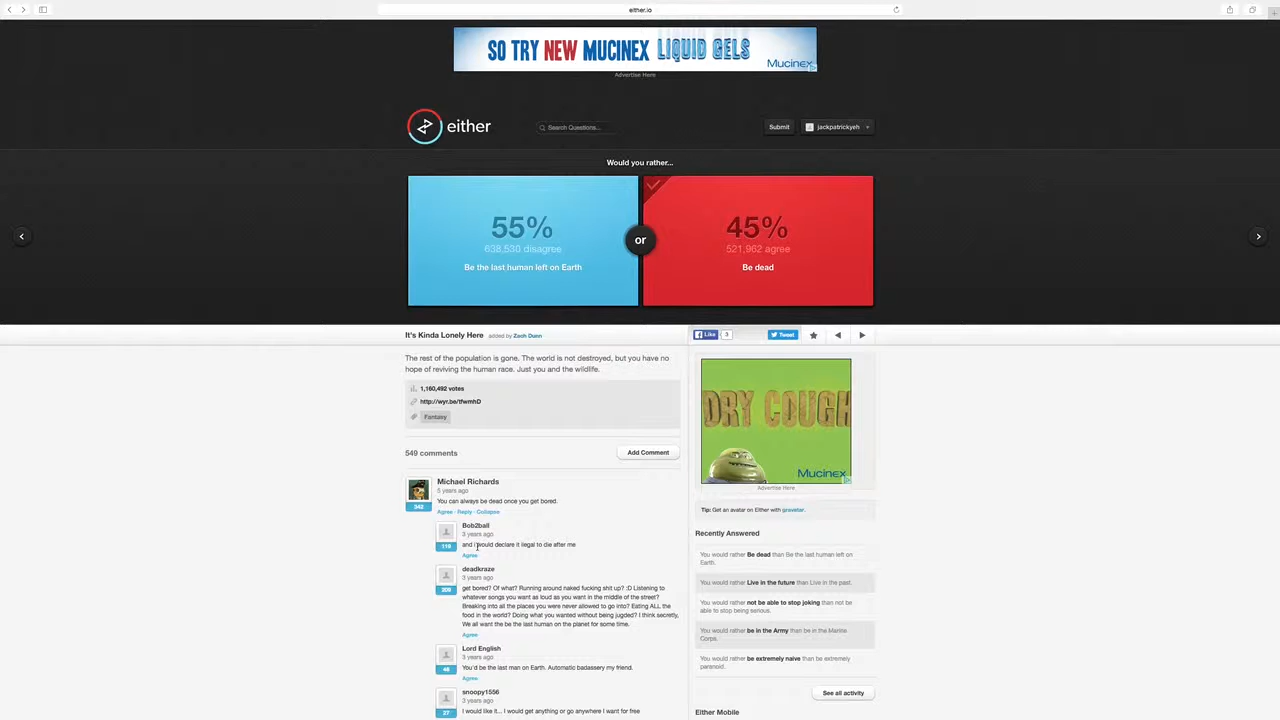 either.io
SO TRY NEW MUCINEX LIQUID GELS
Mucinex
Advertise Here
either
Search Questions...
Submit
jackpatrickyeh
Would you rather...
55%
638,530 disagree
Be the last human left on Earth
or
45%
521,962 agree
Be dead
It's Kinda Lonely Here added by Zach Dunn
Like 3
Tweet
The rest of the population is gone. The world is not destroyed, but you have no
hope of reviving the human race. Just you and the wildlife.
1,160,492 votes
http://wyr.be/tfwmhD
Fantasy
549 comments
Add Comment
Michael Richards
5 years ago
You can always be dead once you get bored.
342
Agree · Reply · Collapse
Bob2ball
3 years ago
and i would declare it ilegal to die after me
118
Agree
deadkraze
3 years ago
get bored? Of what? Running around naked fucking shit up? :D Listening to
whatever songs you want as loud as you want in the middle of the street?
Breaking into all the places you were never allowed to go into? Eating ALL the
food in the world? Doing what you wanted without being jugded? I think secretly,
We all want the be the last human on the planet for some time.
Agree
Lord English
3 years ago
You'd be the last man on Earth. Automatic badassery my friend.
Agree
snoopy1556
3 years ago
I would like it... I would get anything or go anywhere I want for free
27
DRY COUGH
Mucinex
Advertise Here
Tip: Get an avatar on Either with gravatar.
Recently Answered
You would rather Be dead than Be the last human left on
Earth.
You would rather Live in the future than Live in the past.
You would rather not be able to stop joking than not be
able to stop being serious.
You would rather be in the Army than be in the Marine
Corps.
You would rather be extremely naive than be extremely
paranoid.
See all activity
Either Mobile